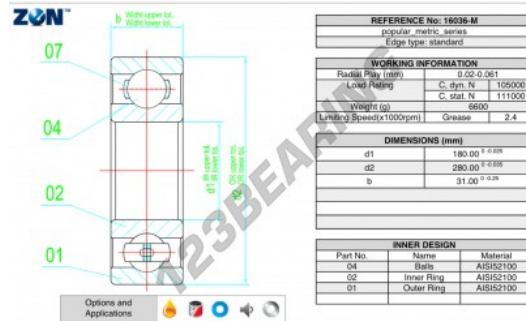 ZEN
b Width upper tol.
Width lower tol.
07
04
02
01
d1 IR upper tol.
IR lower tol.
d2 OR upper tol.
OR lower tol.
123BEARING
Options and
Applications
REFERENCE No: 16036-M
popular_metric_series
Edge type: standard
WORKING INFORMATION
Radial Play (mm) 0.02-0.061
Load Rating C, dyn. N 105000
C, stat. N 111000
Weight (g) 6600
Limiting Speed(x1000rpm) Grease 2.4
DIMENSIONS (mm)
d1 180.00 0 -0.025
d2 280.00 0 -0.035
b 31.00 0 -0.25
INNER DESIGN
Part No. Name Material
04 Balls AISI52100
02 Inner Ring AISI52100
01 Outer Ring AISI52100